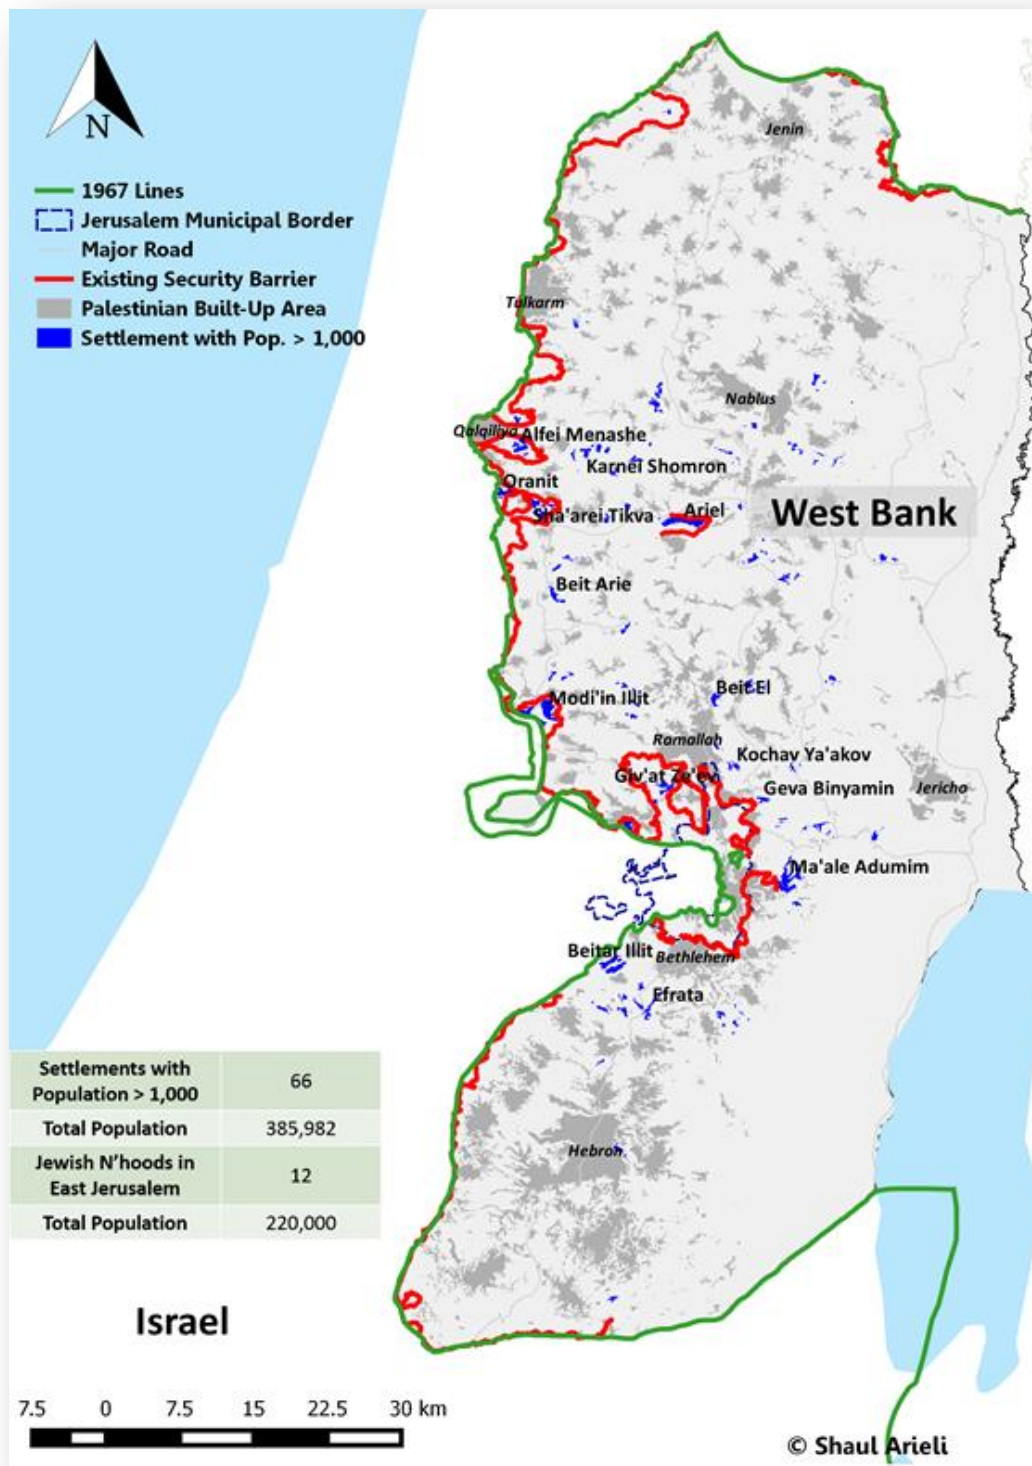 N
1967 Lines
Jerusalem Municipal Border
Major Road
Existing Security Barrier
Palestinian Built-Up Area
Settlement with Pop. > 1,000
Jenin
Tulkarm
Nablus
Qalqiliya
Alfei Menashe
Karnei Shomron
Oranit
Sha'arei Tikva
Ariel
West Bank
Beit Arie
Modi'in Illit
Beit El
Ramallah
Kochav Ya'akov
Giv'at Ze'ev
Geva Binyamin
Jericho
Ma'ale Adumim
Beitar Illit
Bethlehem
Efrata
Settlements with
Population > 1,000
66
Total Population
385,982
Jewish N'hoods in
East Jerusalem
12
Total Population
220,000
Hebron
Israel
7.5 0 7.5 15 22.5 30 km
© Shaul Arieli